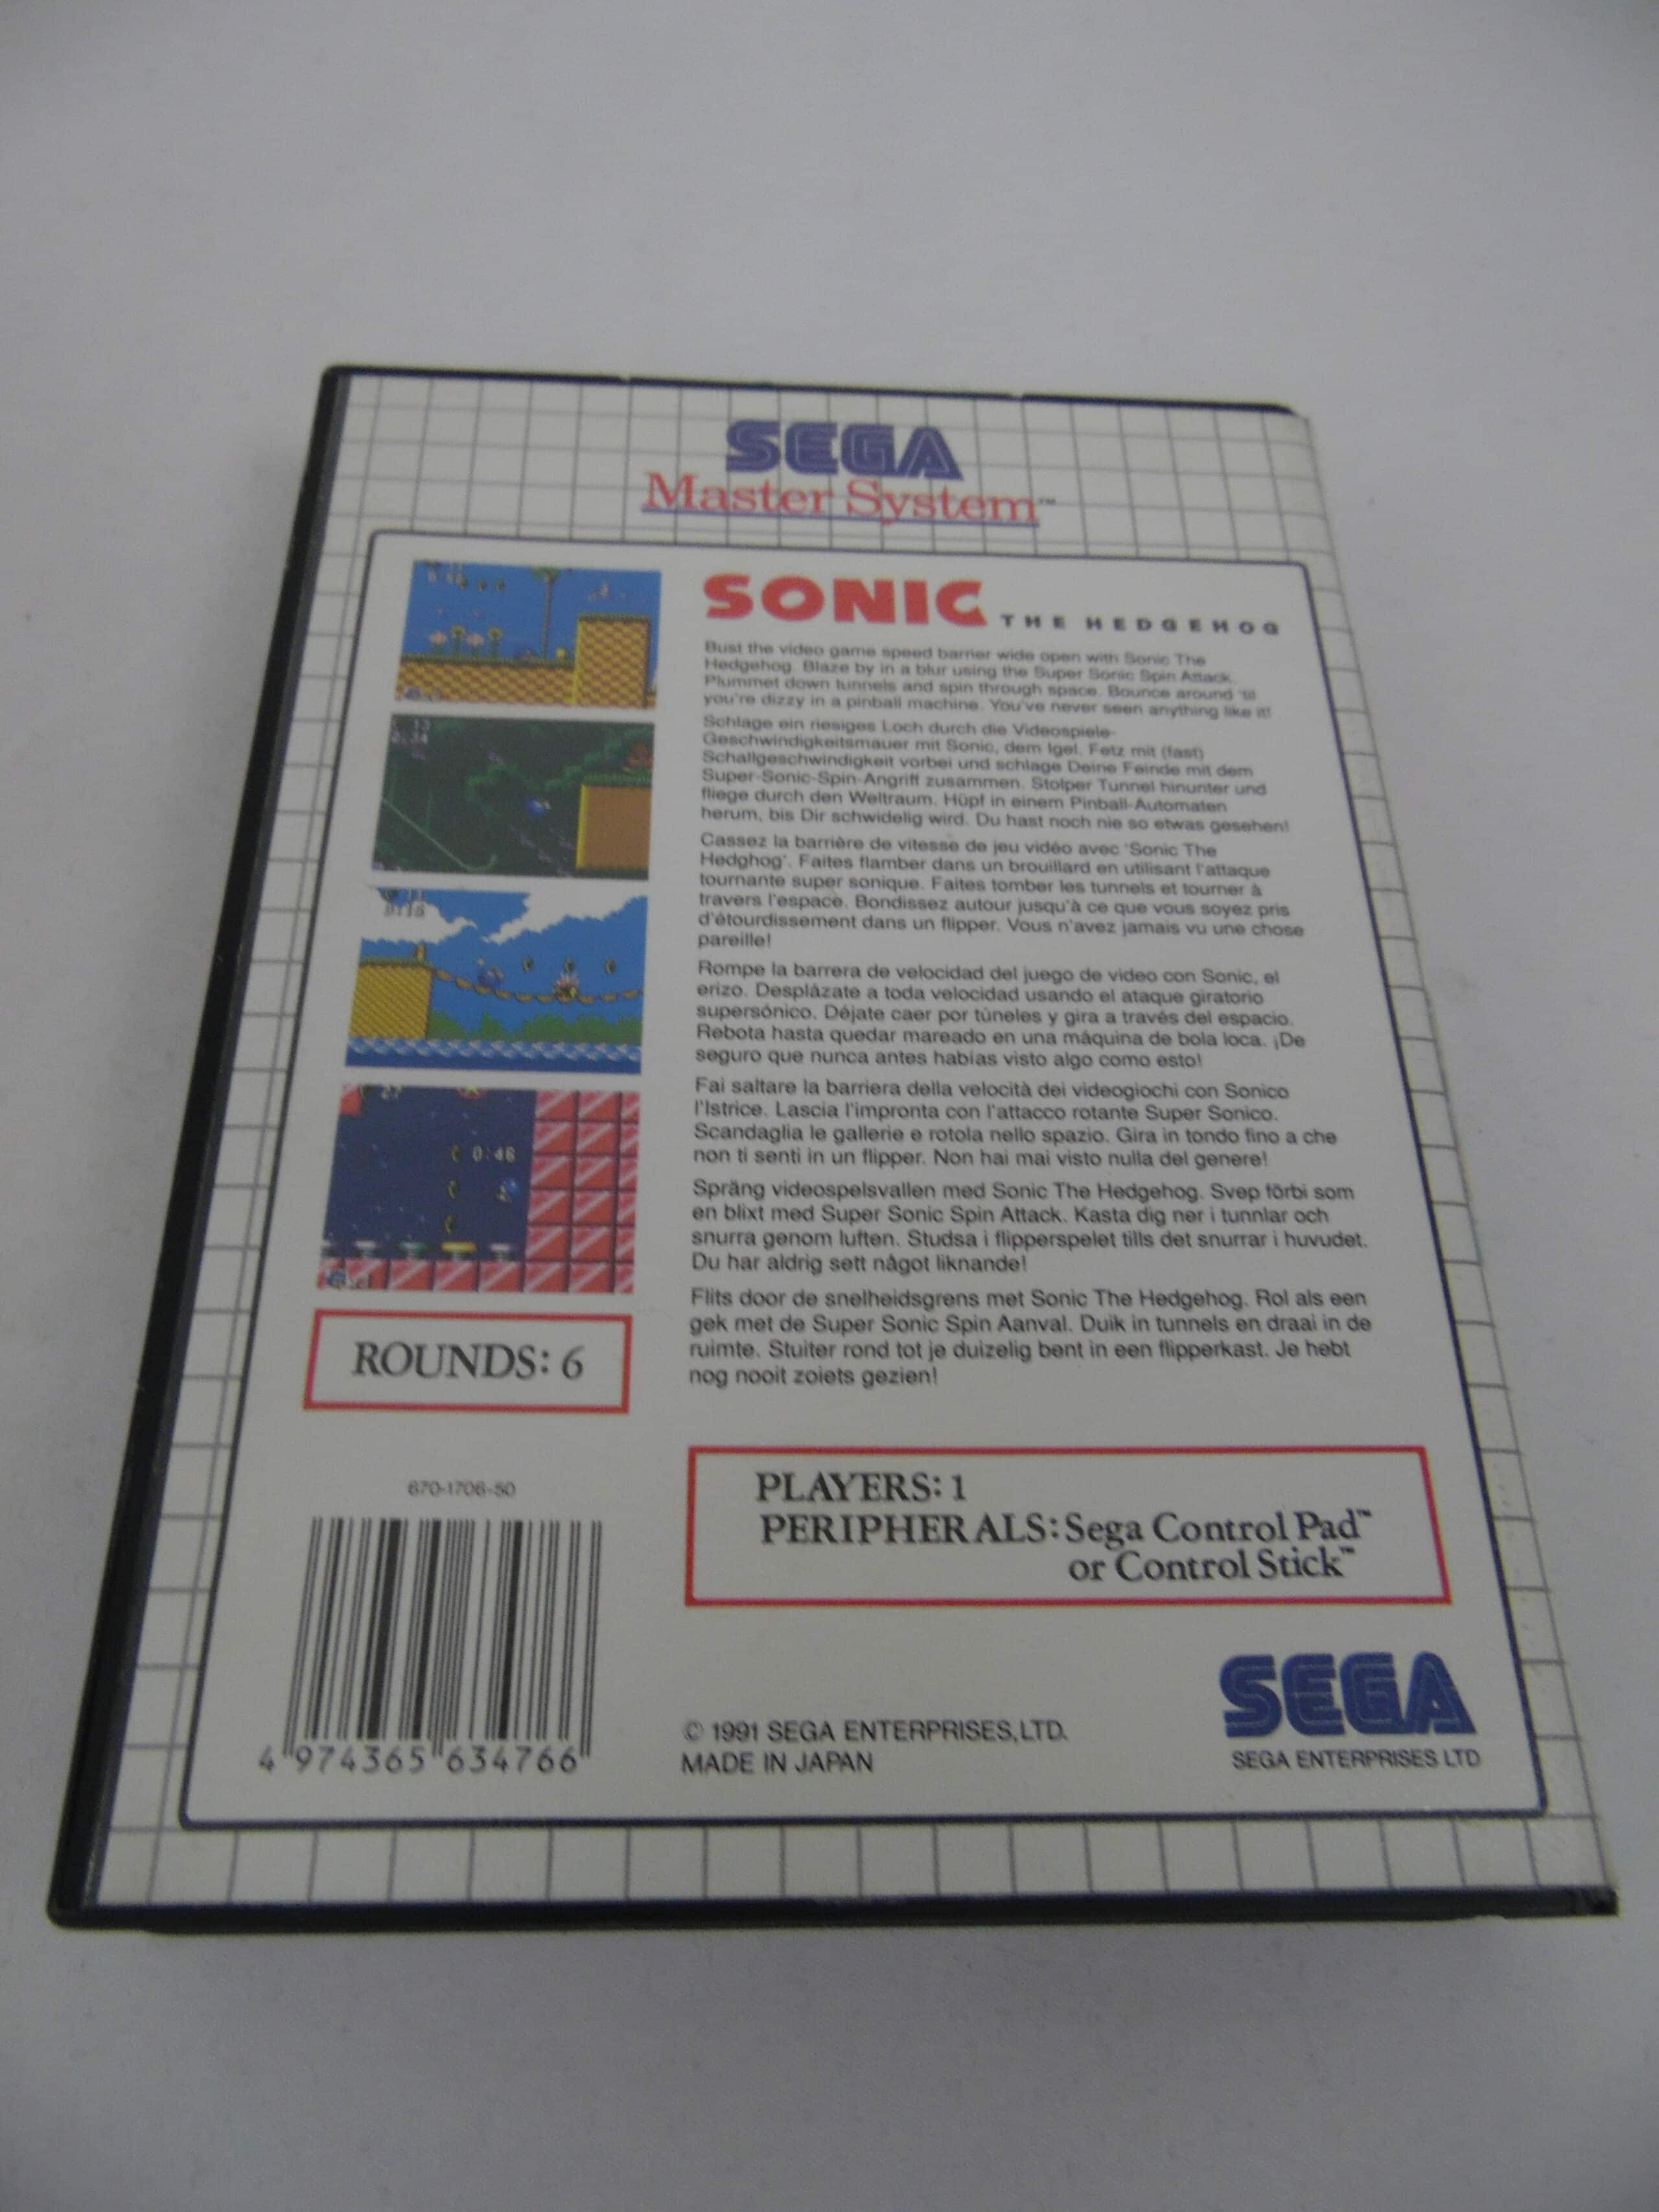 SEGA
Master System™
SONIC THE HEDGEHOG
Bust the video game speed barrier wide open with Sonic The
Hedgehog. Blaze by in a blur using the Super Sonic Spin Attack.
Plummet down tunnels and spin through space. Bounce around 'til
you're dizzy in a pinball machine. You've never seen anything like it!
Schlage ein riesiges Loch durch die Videospiele-
Geschwindigkeitsmauer mit Sonic, dem Igel. Fetz mit (fast)
Schallgeschwindigkeit vorbei und schlage Deine Feinde mit dem
Super-Sonic-Spin-Angriff zusammen. Stolper Tunnel hinunter und
fliege durch den Weltraum. Hüpf in einem Pinball-Automaten
herum, bis Dir schwidelig wird. Du hast noch nie so etwas gesehen!
Cassez la barrière de vitesse de jeu vidéo avec 'Sonic The
Hedghog'. Faites flamber dans un brouillard en utilisant l'attaque
tournante super sonique. Faites tomber les tunnels et tourner à
travers l'espace. Bondissez autour jusqu'à ce que vous soyez pris
d'étourdissement dans un flipper. Vous n'avez jamais vu une chose
pareille!
Rompe la barrera de velocidad del juego de video con Sonic, el
erizo. Desplázate a toda velocidad usando el ataque giratorio
supersónico. Déjate caer por túneles y gira a través del espacio.
Rebota hasta quedar mareado en una máquina de bola loca. ¡De
seguro que nunca antes habías visto algo como esto!
Fai saltare la barriera della velocità dei videogiochi con Sonico
l'Istrice. Lascia l'impronta con l'attacco rotante Super Sonico.
Scandaglia le gallerie e rotola nello spazio. Gira in tondo fino a che
non ti senti in un flipper. Non hai mai visto nulla del genere!
Spräng videospelsvallen med Sonic The Hedgehog. Svep förbi som
en blixt med Super Sonic Spin Attack. Kasta dig ner i tunnlar och
snurra genom luften. Studsa i flipperspelet tills det snurrar i huvudet.
Du har aldrig sett något liknande!
Flits door de snelheidsgrens met Sonic The Hedgehog. Rol als een
gek met de Super Sonic Spin Aanval. Duik in tunnels en draai in de
ruimte. Stuiter rond tot je duizelig bent in een flipperkast. Je hebt
nog nooit zoiets gezien!
0:34
0:46
ROUNDS: 6
670-1706-50
4 974365 634766
PLAYERS: 1
PERIPHERALS: Sega Control Pad™
or Control Stick™
© 1991 SEGA ENTERPRISES, LTD.
MADE IN JAPAN
SEGA
SEGA ENTERPRISES LTD